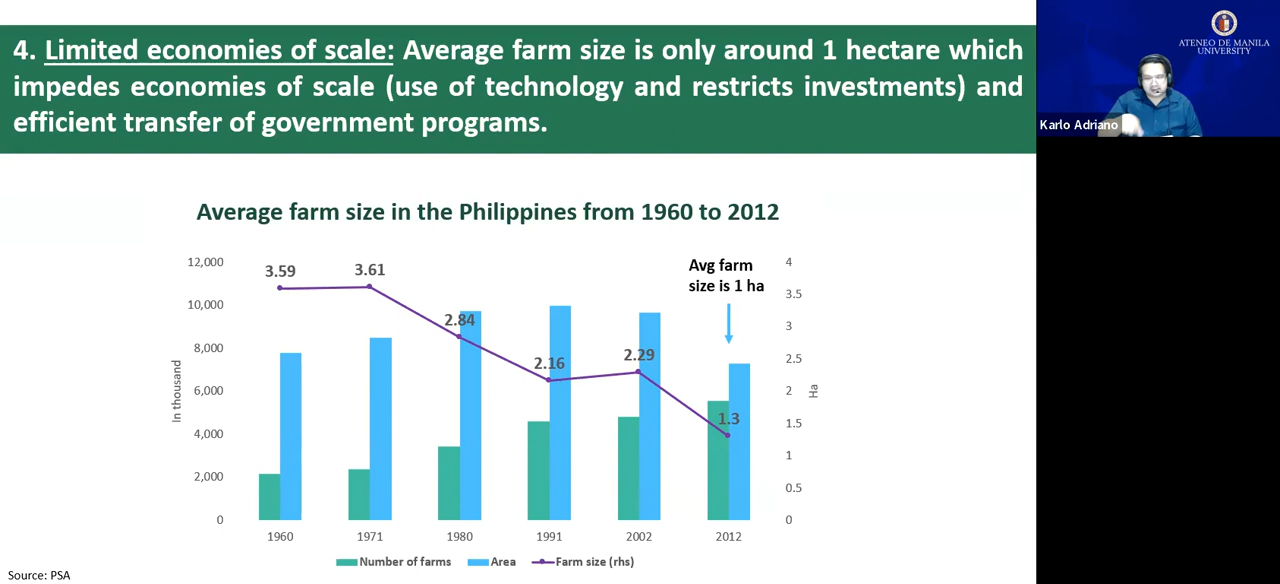 4. Limited economies of scale: Average farm size is only around 1 hectare which
impedes economies of scale (use of technology and restricts investments) and
efficient transfer of government programs.
ATENEO DE MANILA
UNIVERSITY
Karlo Adriano
Average farm size in the Philippines from 1960 to 2012
12,000
10,000
8,000
6,000
4,000
2,000
0
In thousand
3.59
3.61
2.84
2.16
2.29
1.3
Avg farm
size is 1 ha
4
3.5
3
2.5
2
1.5
1
0.5
0
Ha
1960 1971 1980 1991 2002 2012
Number of farms Area Farm size (rhs)
Source: PSA